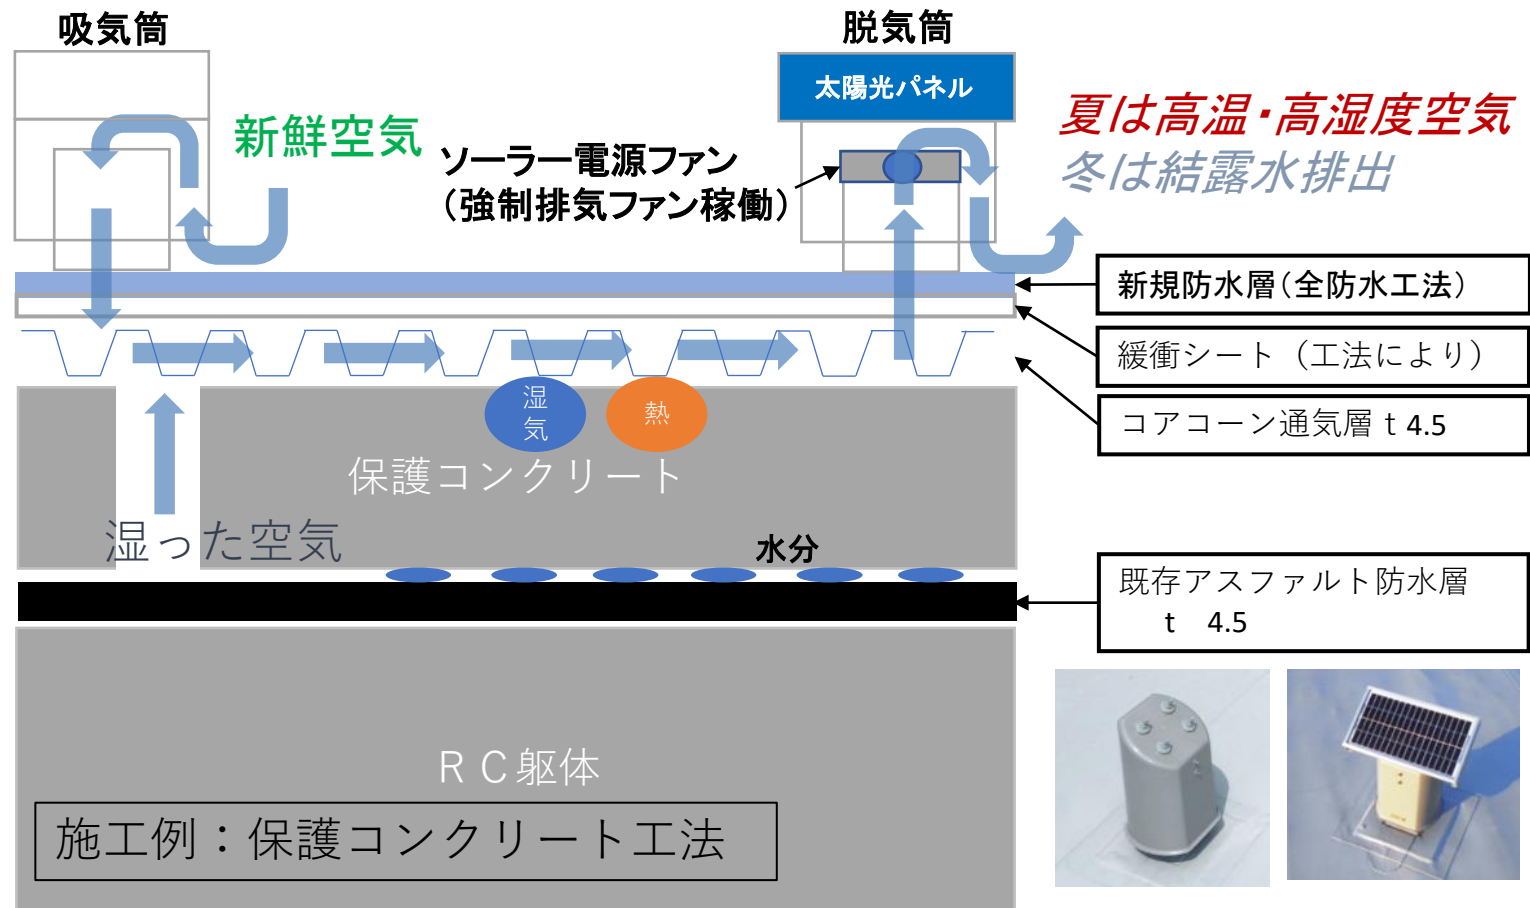 吸気筒
脱気筒
太陽光パネル
新鮮空気
ソーラー電源ファン
（強制排気ファン稼働）
夏は高温・高湿度空気
冬は結露水排出
新規防水層（全防水工法）
緩衝シート（工法により）
コアコーン通気層ｔ4.5
湿
気
熱
保護コンクリート
湿った空気
水分
既存アスファルト防水層
ｔ　4.5
ＲＣ躯体
施工例：保護コンクリート工法